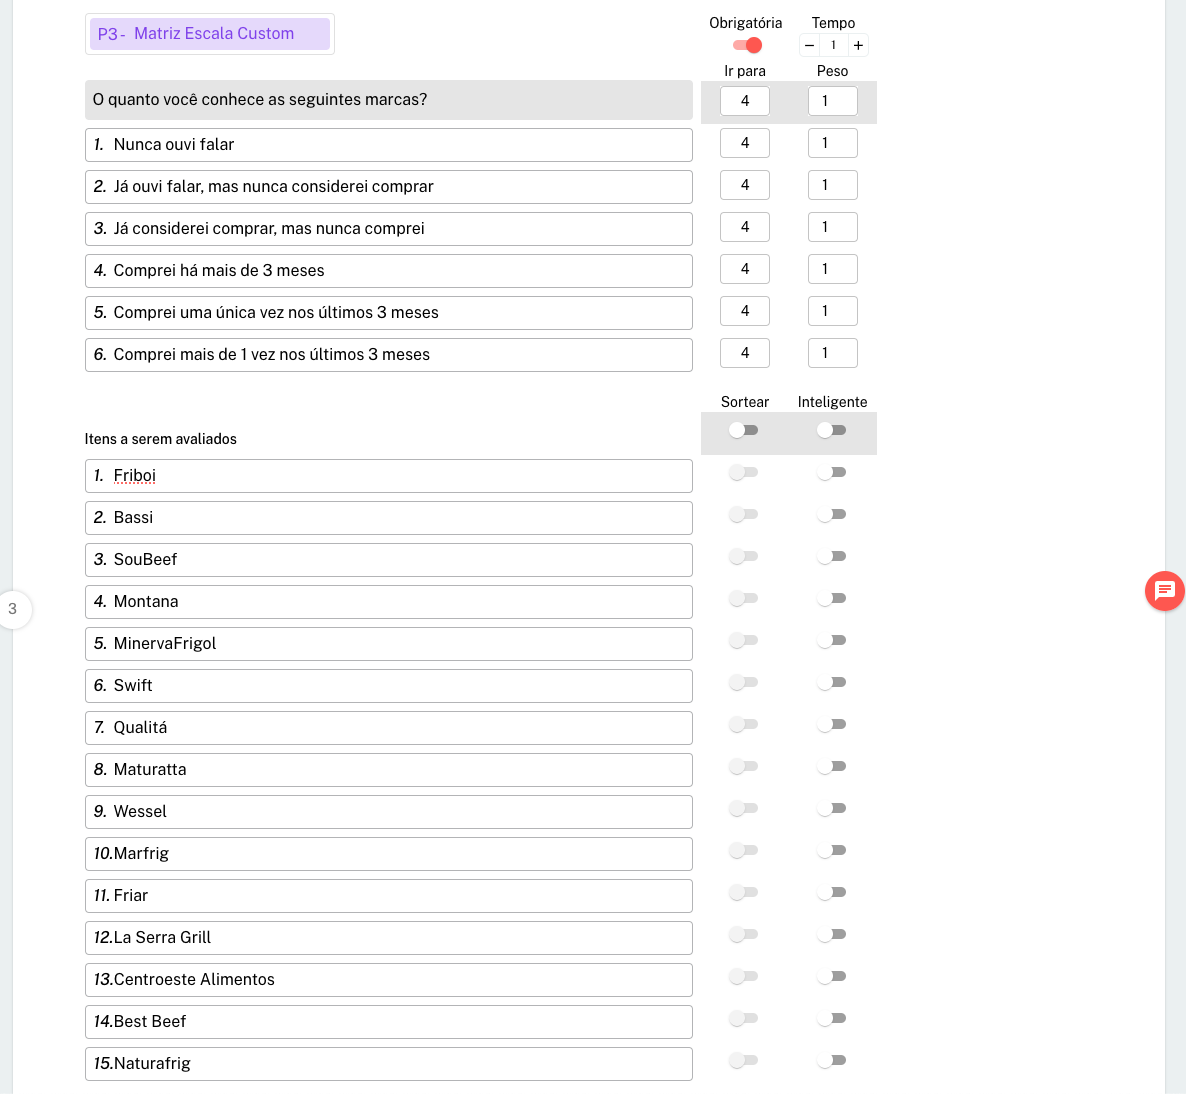 P3 - Matriz Escala Custom
Obrigatória Tempo
− 1 +
Ir para Peso
O quanto você conhece as seguintes marcas? 4 1
1. Nunca ouvi falar 4 1
2. Já ouvi falar, mas nunca considerei comprar 4 1
3. Já considerei comprar, mas nunca comprei 4 1
4. Comprei há mais de 3 meses 4 1
5. Comprei uma única vez nos últimos 3 meses 4 1
6. Comprei mais de 1 vez nos últimos 3 meses 4 1
Sortear Inteligente
Itens a serem avaliados
1. Friboi
2. Bassi
3. SouBeef
4. Montana
3
5. MinervaFrigol
6. Swift
7. Qualitá
8. Maturatta
9. Wessel
10. Marfrig
11. Friar
12. La Serra Grill
13. Centroeste Alimentos
14. Best Beef
15. Naturafrig